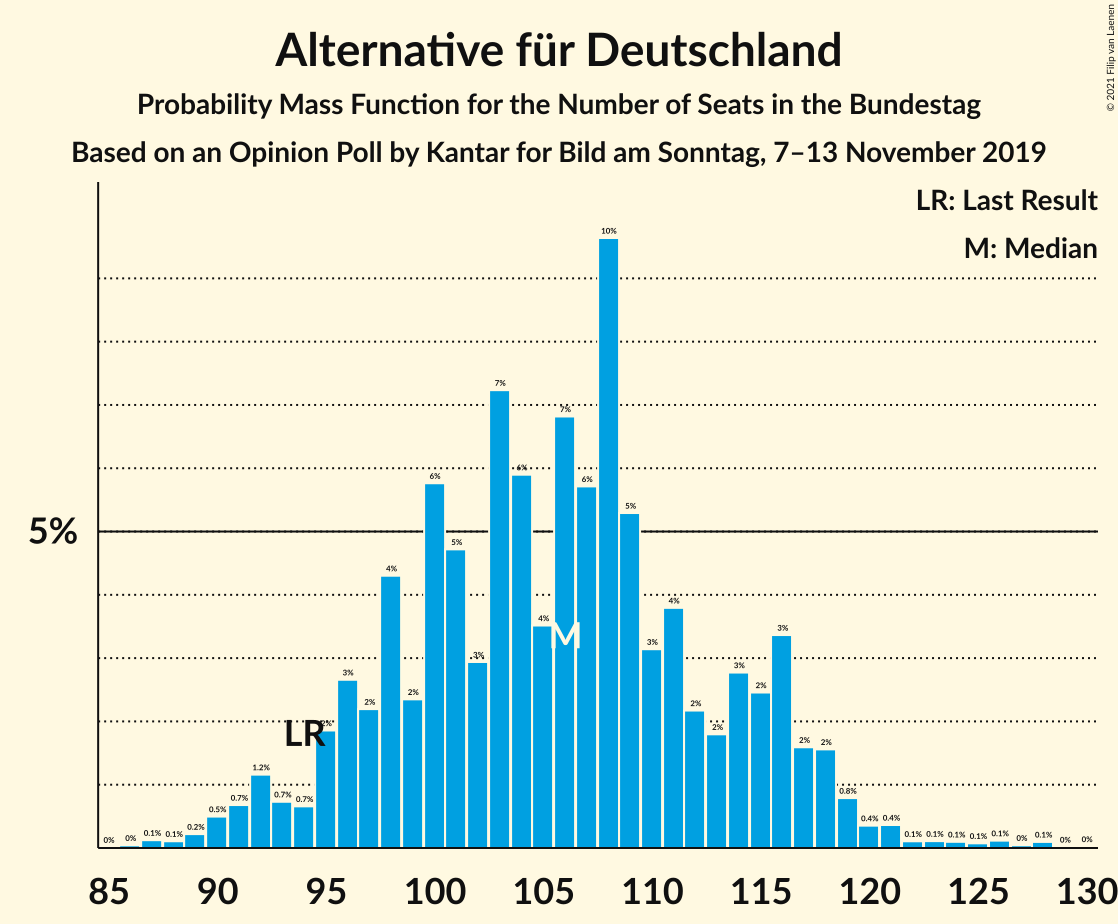 Alternative für Deutschland
Probability Mass Function for the Number of Seats in the Bundestag
Based on an Opinion Poll by Kantar for Bild am Sonntag, 7–13 November 2019
© 2021 Filip van Laenen
LR: Last Result
M: Median
5%
0% 0% 0.1% 0.1% 0.2% 0.5% 0.7% 1.2% 0.7% 0.7% 2% 3% 2% 4% 2% 6% 5% 3% 7% 6% 4% 7% 6% 10% 5% 3% 4% 2% 2% 3% 2% 3% 2% 2% 0.8% 0.4% 0.4% 0.1% 0.1% 0.1% 0.1% 0.1% 0% 0.1% 0% 0%
LR
M
85 90 95 100 105 110 115 120 125 130